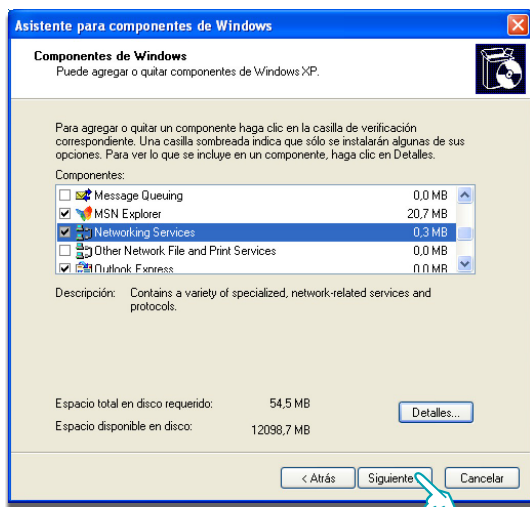 Asistente para componentes de Windows
Componentes de Windows
Puede agregar o quitar componentes de Windows XP.
Para agregar o quitar un componente haga clic en la casilla de verificación
correspondiente. Una casilla sombreada indica que sólo se instalarán algunas de sus
opciones. Para ver lo que se incluye en un componente, haga clic en Detalles.
Componentes:
Message Queuing 0,0 MB
MSN Explorer 20,7 MB
Networking Services 0,3 MB
Other Network File and Print Services 0,0 MB
Outlook Express 0,0 MB
Descripción: Contains a variety of specialized, network-related services and
protocols.
Espacio total en disco requerido: 54,5 MB
Detalles...
Espacio disponible en disco: 12098,7 MB
< Atrás Siguiente Cancelar